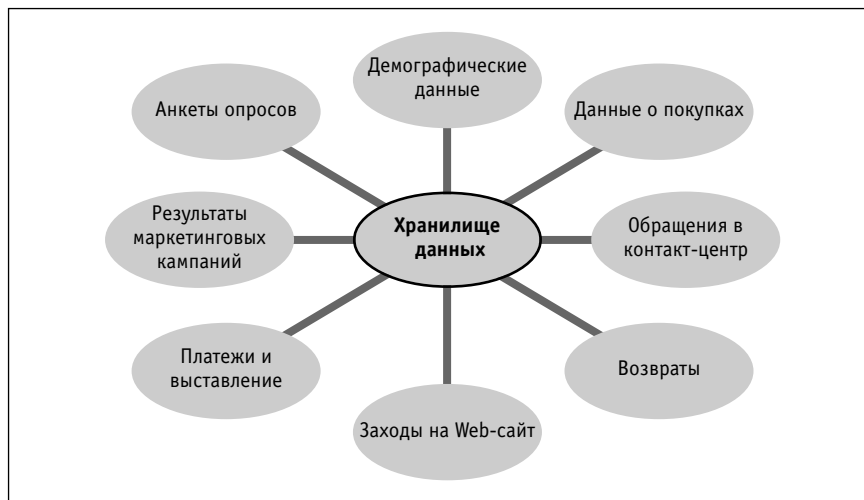 Демографические
данные
Анкеты опросов
Данные о покупках
Результаты
маркетинговых
кампаний
Хранилище
данных
Обращения в
контакт-центр
Платежи и
выставление
Возвраты
Заходы на Web-сайт